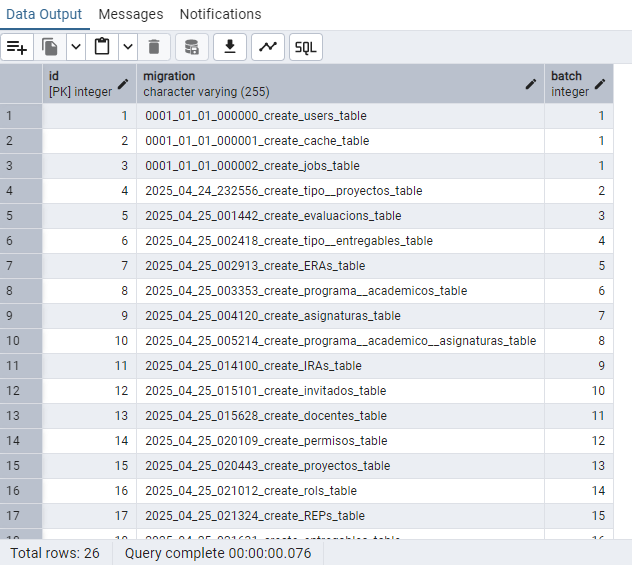 Data Output Messages Notifications
SQL
id migration batch
[PK] integer character varying (255) integer
1 1 0001_01_01_000000_create_users_table 1
2 2 0001_01_01_000001_create_cache_table 1
3 3 0001_01_01_000002_create_jobs_table 1
4 4 2025_04_24_232556_create_tipo__proyectos_table 2
5 5 2025_04_25_001442_create_evaluacions_table 3
6 6 2025_04_25_002418_create_tipo__entregables_table 4
7 7 2025_04_25_002913_create_ERAs_table 5
8 8 2025_04_25_003353_create_programa__academicos_table 6
9 9 2025_04_25_004120_create_asignaturas_table 7
10 10 2025_04_25_005214_create_programa__academico__asignaturas_table 8
11 11 2025_04_25_014100_create_IRAs_table 9
12 12 2025_04_25_015101_create_invitados_table 10
13 13 2025_04_25_015628_create_docentes_table 11
14 14 2025_04_25_020109_create_permisos_table 12
15 15 2025_04_25_020443_create_proyectos_table 13
16 16 2025_04_25_021012_create_rols_table 14
17 17 2025_04_25_021324_create_REPs_table 15
Total rows: 26 Query complete 00:00:00.076